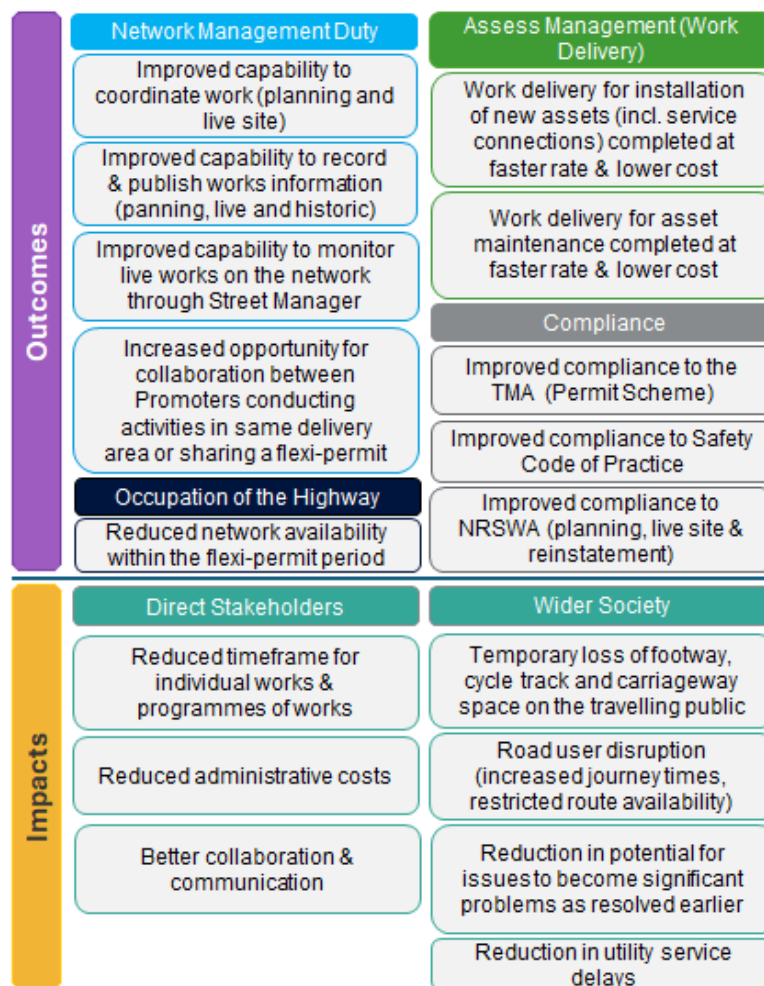 Outcomes
Network Management Duty
Improved capability to
coordinate work (planning and
live site)
Improved capability to record
& publish works information
(panning, live and historic)
Improved capability to monitor
live works on the network
through Street Manager
Increased opportunity for
collaboration between
Promoters conducting
activities in same delivery
area or sharing a flexi-permit
Occupation of the Highway
Reduced network availability
within the flexi-permit period
Assess Management (Work
Delivery)
Work delivery for installation
of new assets (incl. service
connections) completed at
faster rate & lower cost
Work delivery for asset
maintenance completed at
faster rate & lower cost
Compliance
Improved compliance to the
TMA (Permit Scheme)
Improved compliance to Safety
Code of Practice
Improved compliance to
NRSWA (planning, live site &
reinstatement)
Impacts
Direct Stakeholders
Reduced timeframe for
individual works &
programmes of works
Reduced administrative costs
Better collaboration &
communication
Wider Society
Temporary loss of footway,
cycle track and carriageway
space on the travelling public
Road user disruption
(increased journey times,
restricted route availability)
Reduction in potential for
issues to become significant
problems as resolved earlier
Reduction in utility service
delays